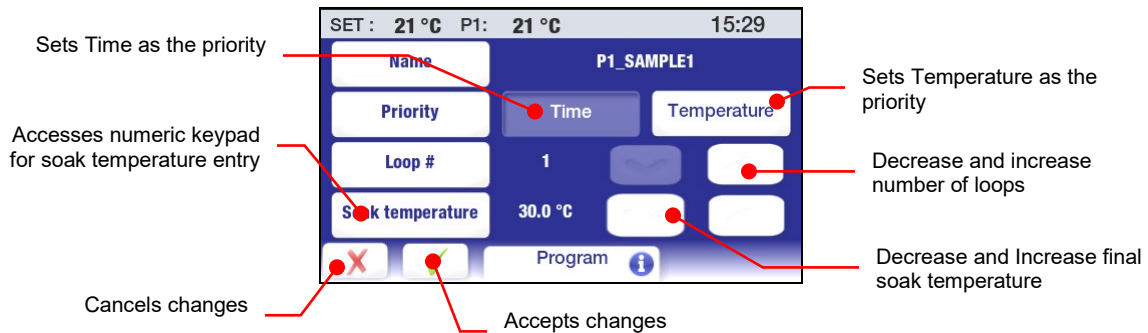 SET : 21 °C P1: 21 °C 15:29
Sets Time as the priority
Name P1_SAMPLE1
Sets Temperature as the
priority
Priority Time Temperature
Accesses numeric keypad
for soak temperature entry
Loop # 1
Decrease and increase
number of loops
Soak temperature 30.0 °C
Decrease and Increase final
soak temperature
Program i
Cancels changes
Accepts changes